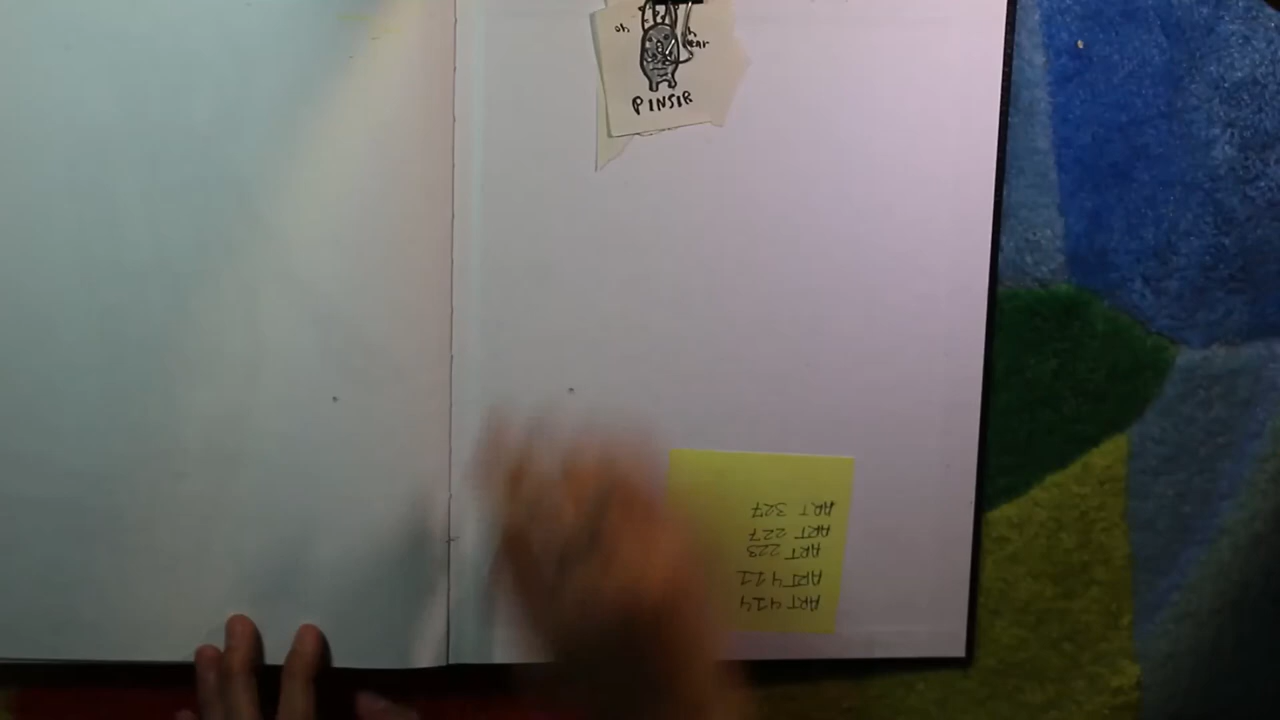 oh
PINSIR
ART 414
ART 411
ART 223
ART 227
ART 327